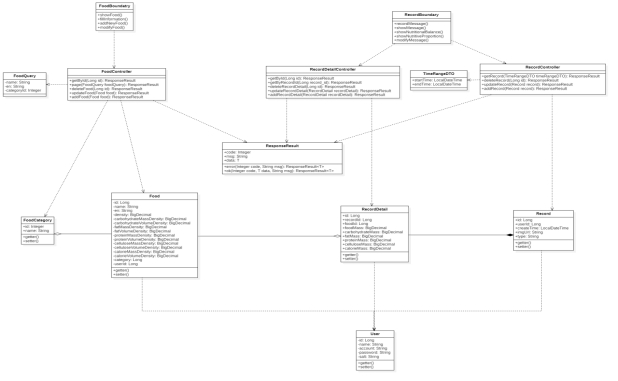 FoodBoundary
+showFood()
+fillInformation()
+addNewFood()
+modifyFood()
RecordBoundary
+recordMessage()
+showMessage()
+showNutritionalBalance()
+showNutritiveProportion()
+modifyMessage()
FoodQuery
-name: String
-en: String
-categoryId: Integer
FoodController
+getById(Long id): ResponseResult
+page(FoodQuery foodQuery): ResponseResult
+deleteFood(Long id): ResponseResult
+updateFood(Food food): ResponseResult
+addFood(Food food): ResponseResult
RecordDetailController
+getById(Long id): ResponseResult
+getByRecordId(Long record_id): ResponseResult
+deleteRecordDetail(Long id): ResponseResult
+updateRecordDetail(RecordDetail recordDetail): ResponseResult
+addRecordDetail(RecordDetail recordDetail): ResponseResult
TimeRangeDTO
+startTime: LocalDateTime
+endTime: LocalDateTime
RecordController
+getRecord(TimeRangeDTO timeRangeDTO): ResponseResult
+deleteRecord(Long id): ResponseResult
+updateRecord(Record record): ResponseResult
+addRecord(Record record): ResponseResult
ResponseResult
+code: Integer
+msg: String
+data: T
+error(Integer code, String msg): ResponseResult<T>
+ok(Integer code, T data, String msg): ResponseResult<T>
FoodCategory
-id: Integer
-name: String
+getter()
+setter()
Food
-id: Long
-name: String
-en: String
-density: BigDecimal
-carbohydrateMassDensity: BigDecimal
-carbohydrateVolumeDensity: BigDecimal
-fatMassDensity: BigDecimal
-fatVolumeDensity: BigDecimal
-proteinMassDensity: BigDecimal
-proteinVolumeDensity: BigDecimal
-celluloseMassDensity: BigDecimal
-celluloseVolumeDensity: BigDecimal
-calorieMassDensity: BigDecimal
-calorieVolumeDensity: BigDecimal
-category: Long
-userId: Long
+getter()
+setter()
RecordDetail
-id: Long
-recordId: Long
-foodId: Long
-foodMass: BigDecimal
-carbohydrateMass: BigDecimal
-fatMass: BigDecimal
-proteinMass: BigDecimal
-celluloseMass: BigDecimal
-calorieMass: BigDecimal
+getter()
+setter()
Record
-id: Long
-userId: Long
-createTime: LocalDateTime
-imgUrl: String
-type: String
+getter()
+setter()
User
-id: Long
-name: String
-account: String
-password: String
-salt: String
+getter()
+setter()